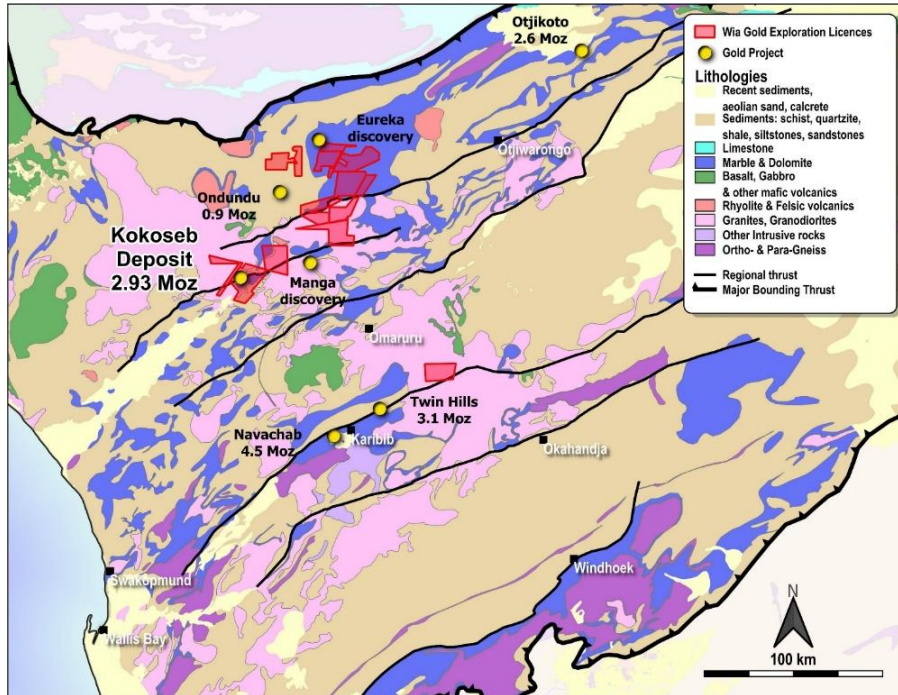 Otjikoto
2.6 Moz
Eureka
discovery
Otjiwarongo
Ondundu
0.9 Moz
Kokoseb
Deposit
2.93 Moz
Manga
discovery
Omaruru
Twin Hills
3.1 Moz
Navachab
4.5 Moz
Karibib
Okahandja
Swakopmund
Wallis Bay
Windhoek
Wia Gold Exploration Licences
Gold Project
Lithologies
Recent sediments,
aeolian sand, calcrete
Sediments: schist, quartzite,
shale, siltstones, sandstones
Limestone
Marble & Dolomite
Basalt, Gabbro
& other mafic volcanics
Rhyolite & Felsic volcanics
Granites, Granodiorites
Other Intrusive rocks
Ortho- & Para-Gneiss
Regional thrust
Major Bounding Thrust
N
100 km